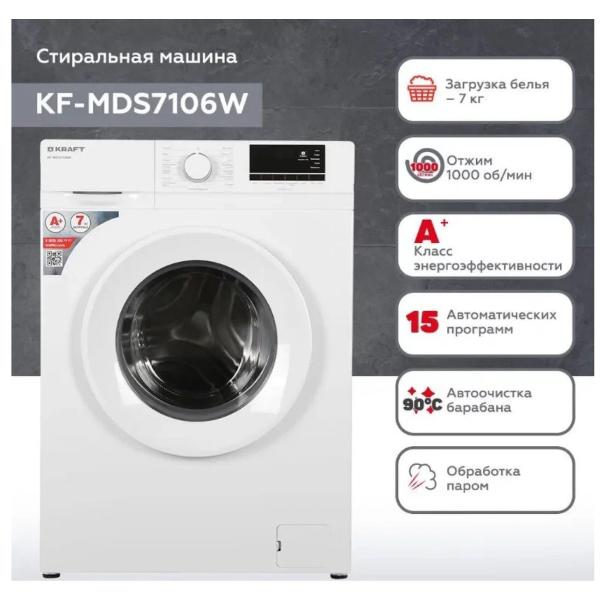 Стиральная машина
KF-MDS7106W
KRAFT
A+
7
Загрузка белья
– 7 кг
1000
Отжим
1000 об/мин
A+
Класс
энергоэффективности
15
Автоматических
программ
90°C
Автоочистка
барабана
Обработка
паром